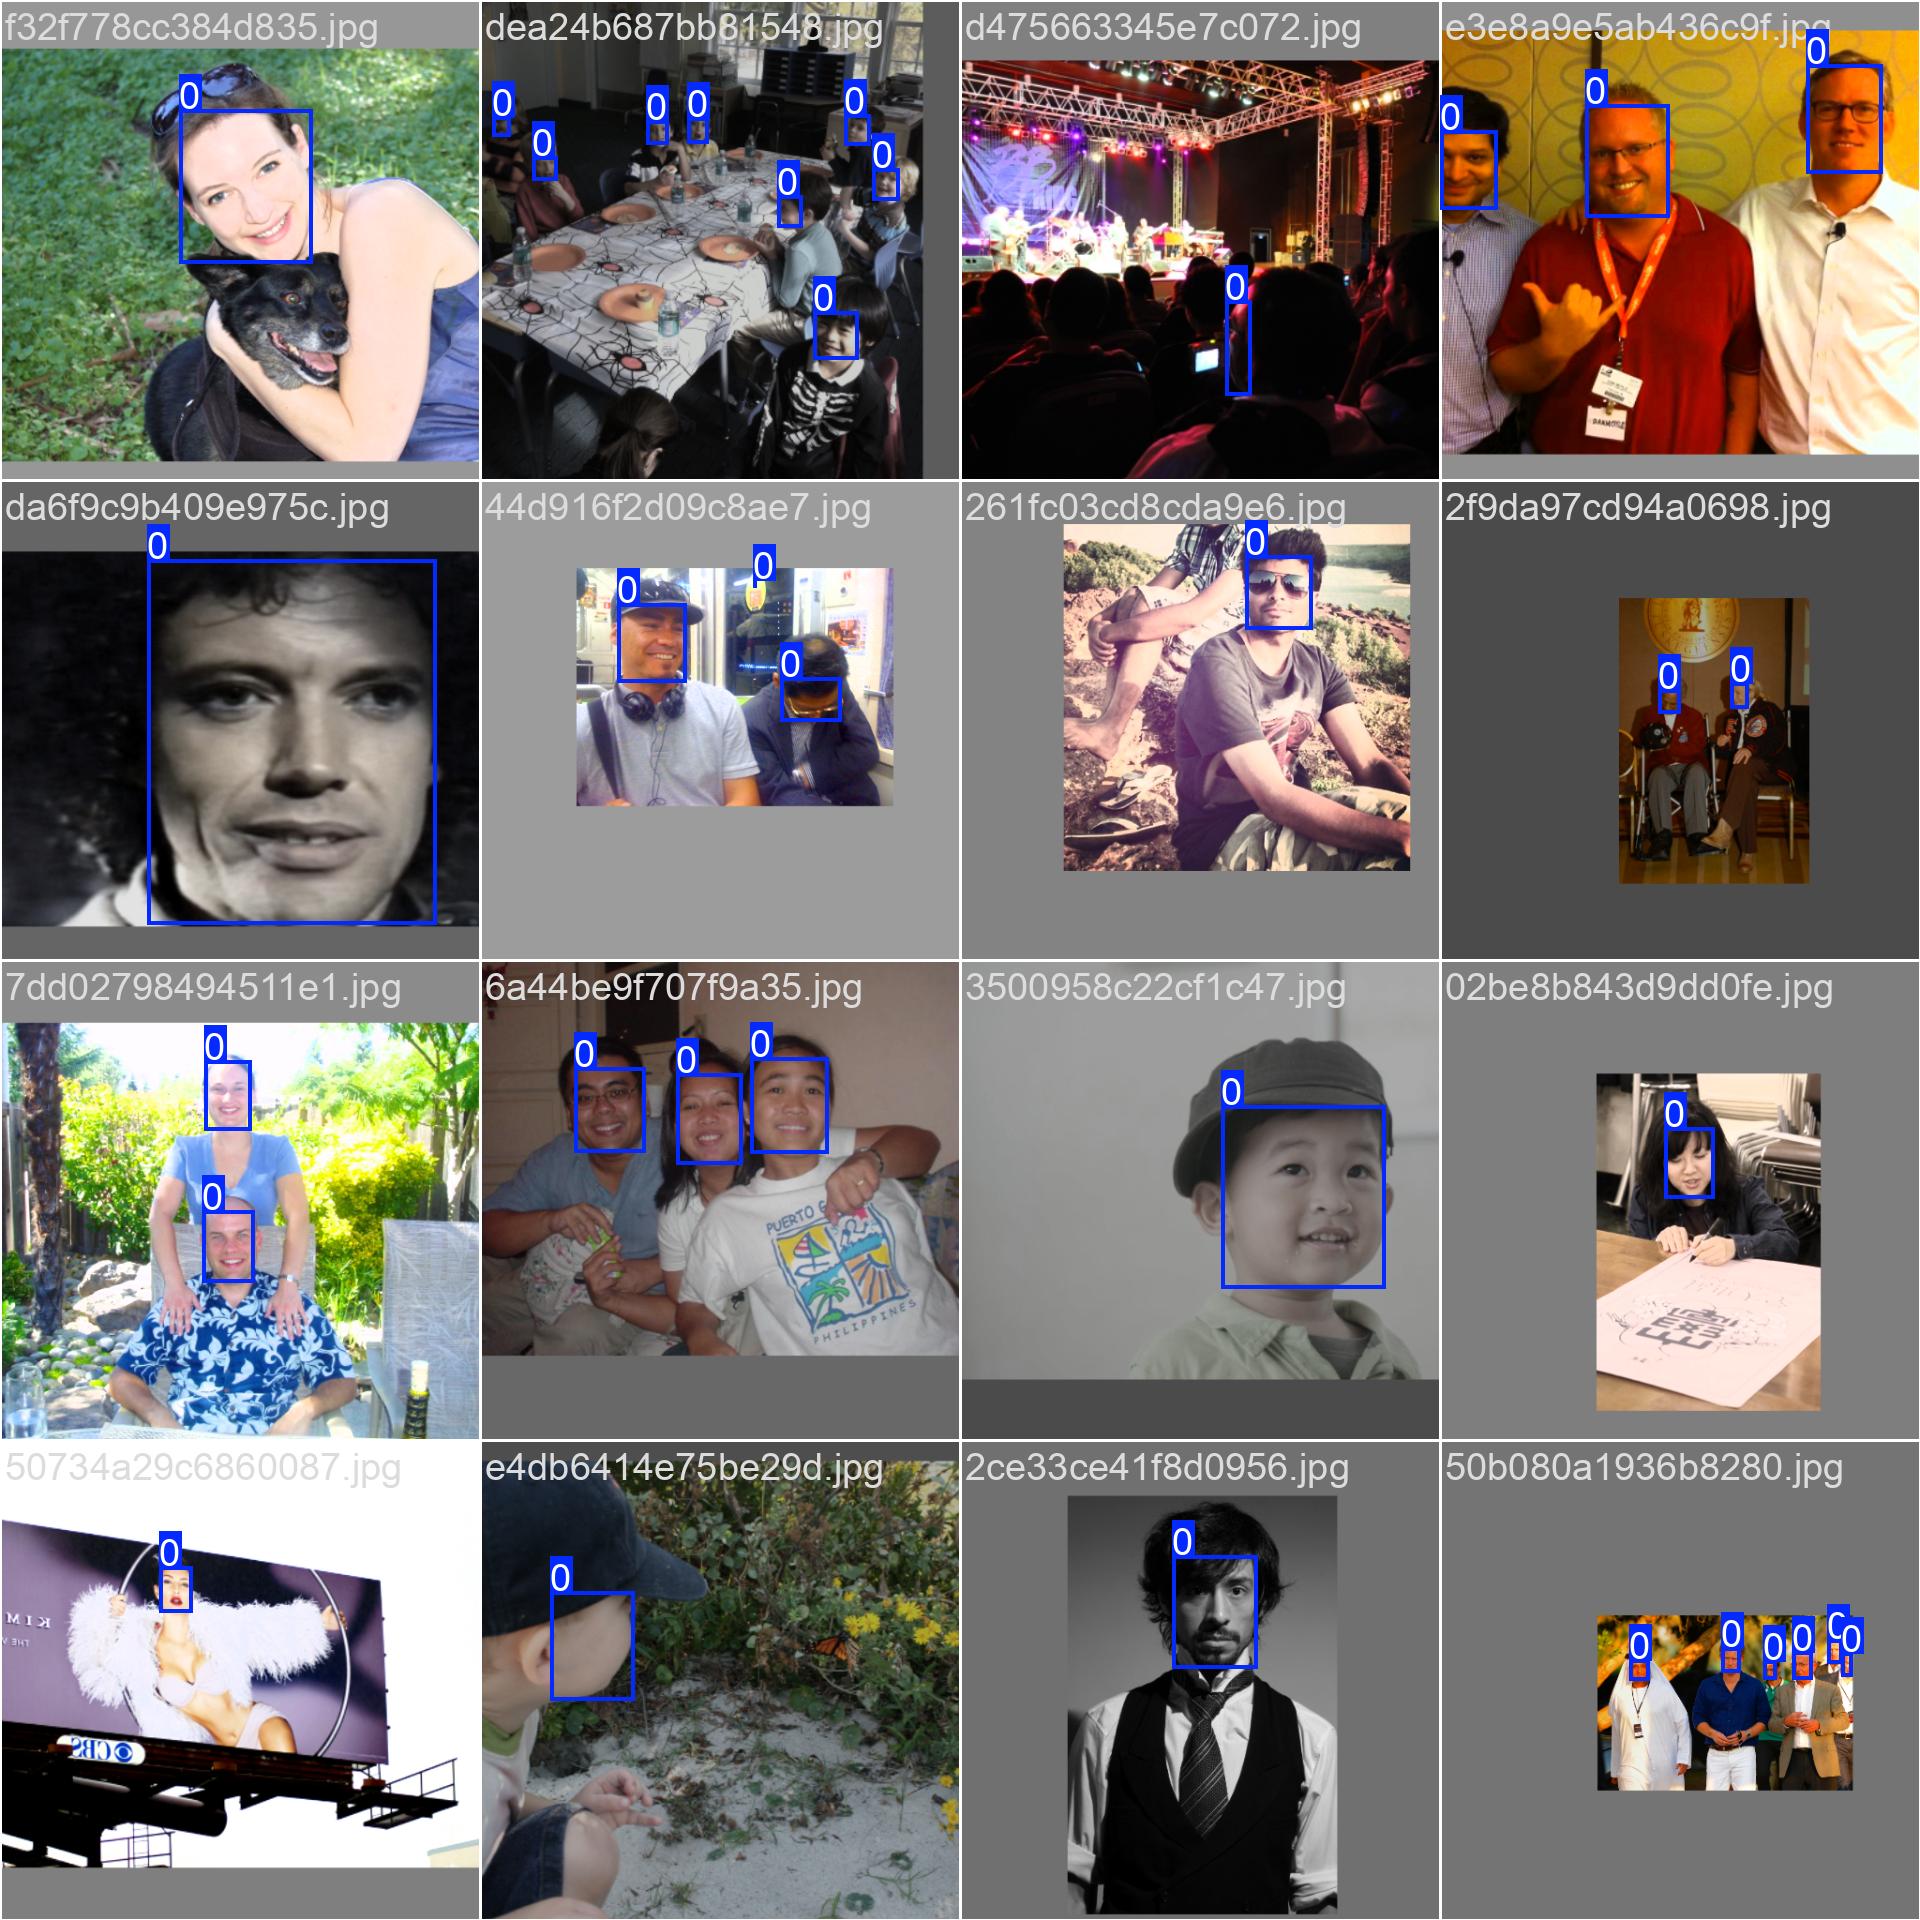 f32f778cc384d835.jpg
dea24b687bb81548.jpg
d475663345e7c072.jpg
e3e8a9e5ab436c9f.jpg
0
0
0
0
0
0
0
0
0
0
0
0
0
DANMOYLE
da6f9c9b409e975c.jpg
44d916f2d09c8ae7.jpg
261fc03cd8cda9e6.jpg
2f9da97cd94a0698.jpg
0
0
0
0
0
0
0
7dd02798494511e1.jpg
6a44be9f707f9a35.jpg
3500958c22cf1c47.jpg
02be8b843d9dd0fe.jpg
0
0
0
0
0
0
0
PUERTO G
PHILIPPINES
50734a29c6860087.jpg
e4db6414e75be29d.jpg
2ce33ce41f8d0956.jpg
50b080a1936b8280.jpg
0
0
0
0
0
0
0
0
0
KIM
THE
CBS